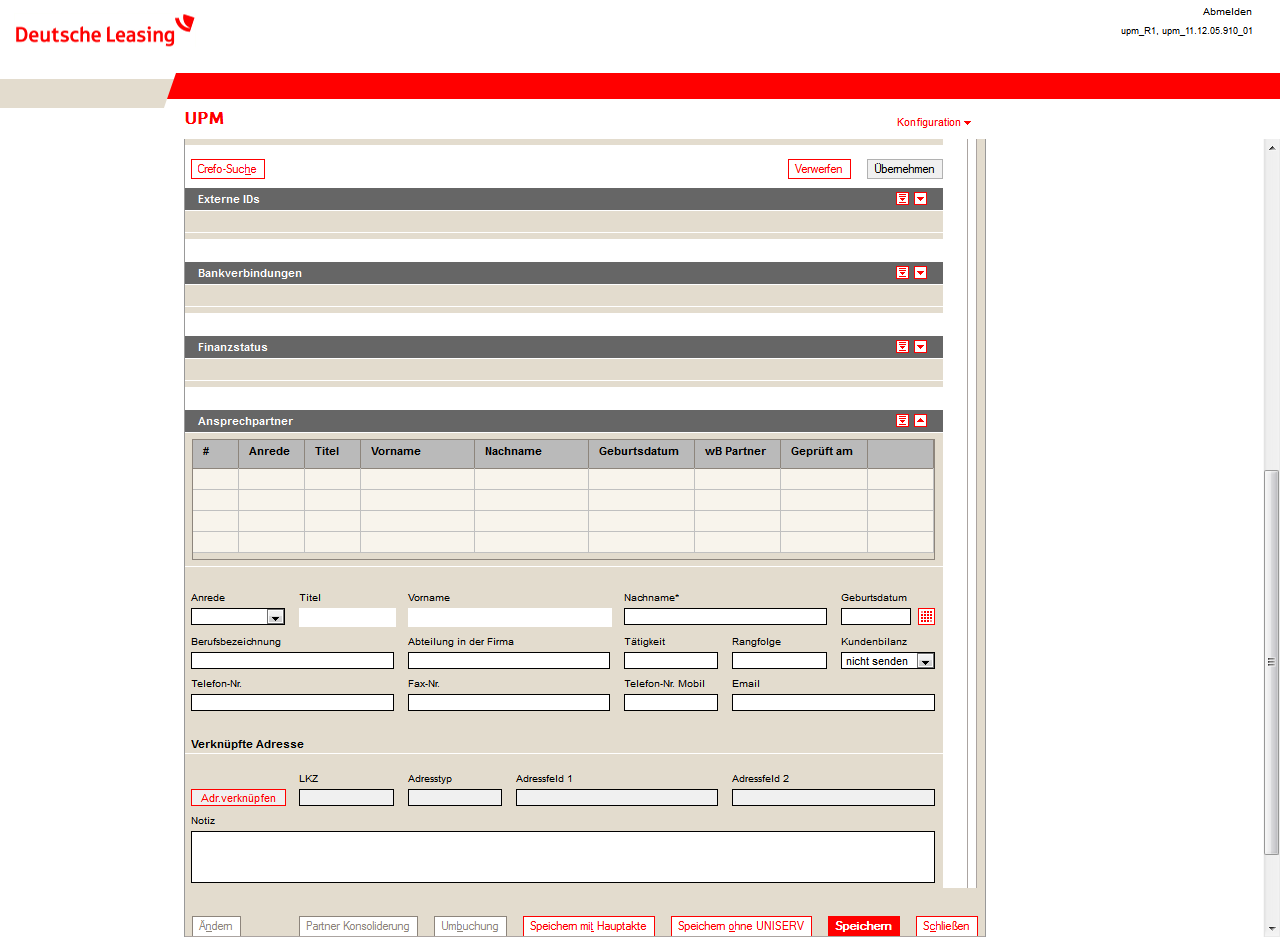 Deutsche Leasing
Abmelden
upm_R1, upm_11.12.05.910_01
UPM
Konfiguration
Crefo-Suche Verwerfen Übernehmen
Externe IDs
Bankverbindungen
Finanzstatus
Ansprechpartner
# Anrede Titel Vorname Nachname Geburtsdatum wB Partner Geprüft am
Anrede Titel Vorname Nachname* Geburtsdatum
Berufsbezeichnung Abteilung in der Firma Tätigkeit Rangfolge Kundenbilanz
nicht senden
Telefon-Nr. Fax-Nr. Telefon-Nr. Mobil Email
Verknüpfte Adresse
LKZ Adresstyp Adressfeld 1 Adressfeld 2
Adr.verknüpfen
Notiz
Ändern Partner Konsolidierung Umbuchung Speichern mit Hauptakte Speichern ohne UNISERV Speichern Schließen